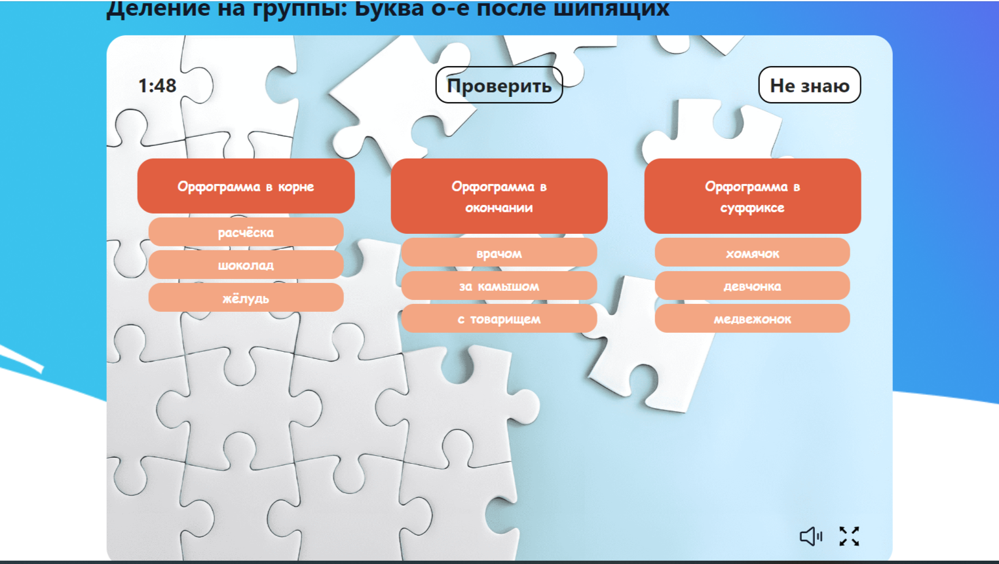 Деление на группы: Буква о-е после шипящих
1:48
Проверить
Не знаю
Орфограмма в корне
расчёска
шоколад
жёлудь
Орфограмма в
окончании
врачом
за камышом
с товарищем
Орфограмма в
суффиксе
хомячок
девчонка
медвежонок